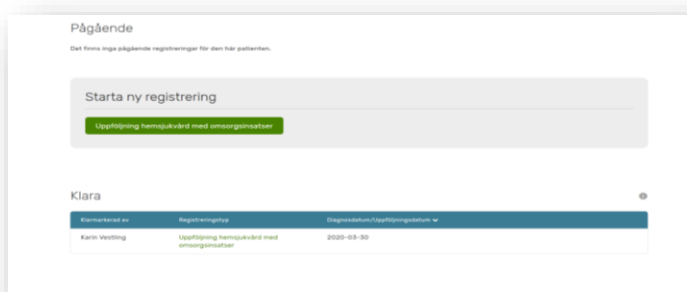 Pågående
Det finns inga pågående registreringar för den här patienten.
Starta ny registrering
Uppföljning hemsjukvård med omsorgsinsatser
Klara
Klarmarkerad av Registreringstyp Diagnosdatum/Uppföljningsdatum
Karin Vestling Uppföljning hemsjukvård med 2020-03-30
omsorgsinsatser